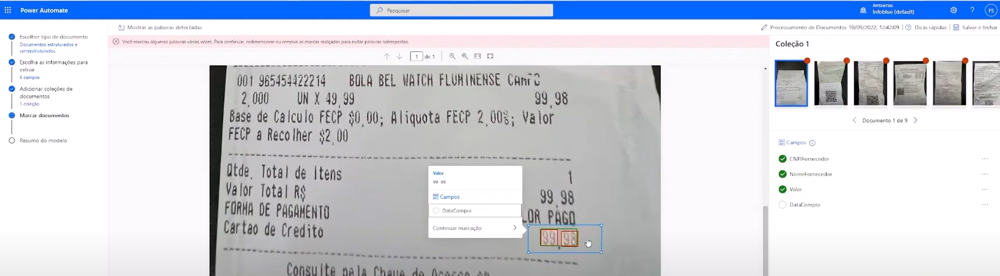 Power Automate
Pesquisar
Ambientes
Infoblue (default)
FS
Mostrar as palavras detectadas
Processamento de Documentos 10/09/2022, 12:42:09
Dicas rápidas
Salvar e fechar
Escolher tipo de documento
Documentos estruturados e
semiestruturados
Escolha as informações para
extrair
4 campos
Adicionar coleções de
documentos
1 coleção
Marcar documentos
Resumo do modelo
Você marcou algumas palavras várias vezes. Para continuar, redimensione ou remova as marcas realçadas para evitar palavras sobrepostas.
1 de 1
001 965454422214 BOLA BEL WATCH FLUMINENSE CAMPO
2,000 UN X 49,99 99,98
Base de Calculo FECP $0,00; Aliquota FECP 2,00%; Valor
FECP a Recolher $2,00
Qtde. Total de Itens 1
Valor Total R$ 99,98
FORMA DE PAGAMENTO LOR PAGO
Cartao de Credito 99,98
Consulte pela Chave de Acesso em
Valor
99 98
Campos
DataCompra
Continuar marcação
Coleção 1
Documento 1 de 9
Campos
CNPJFornecedor
NomeFornecedor
Valor
DataCompra